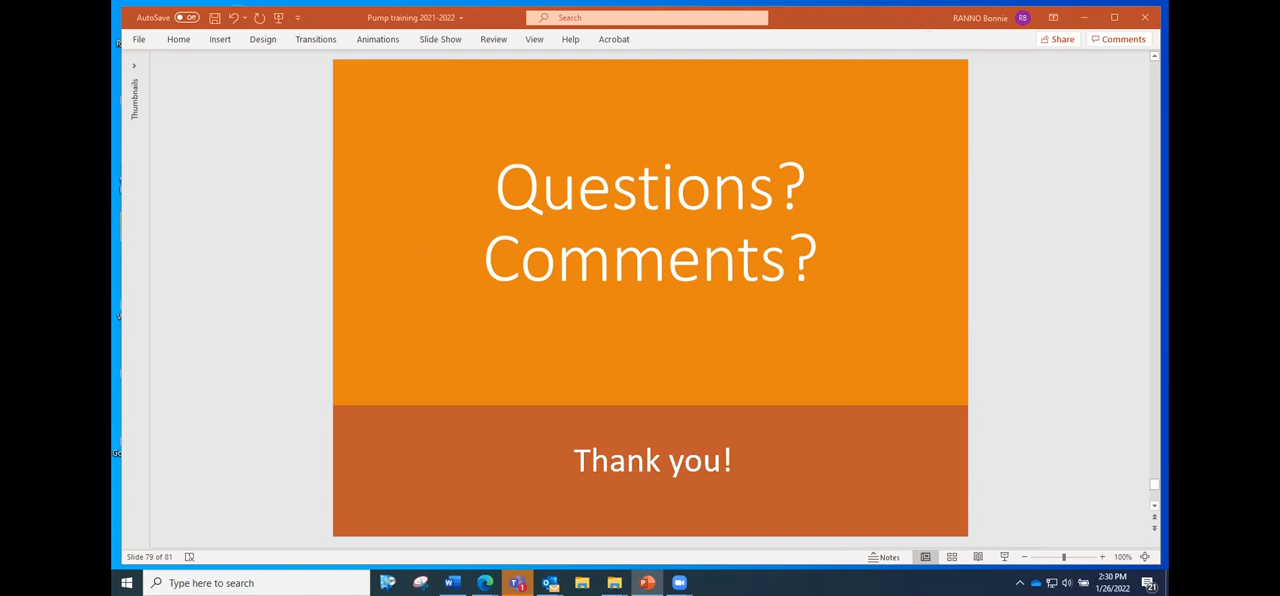 AutoSave Off Pump training 2021-2022 Search RANNO Bonnie RB
File Home Insert Design Transitions Animations Slide Show Review View Help Acrobat Share Comments
Thumbnails
Questions?
Comments?
Thank you!
Slide 79 of 81 Notes 100%
Type here to search
2:30 PM
1/26/2022
21